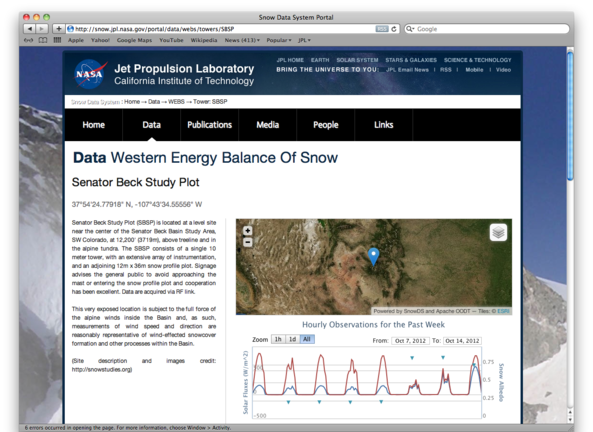 Snow Data System Portal
http://snow.jpl.nasa.gov/portal/data/webs/towers/SBSP
RSS
Google
Apple Yahoo! Google Maps YouTube Wikipedia News (413) Popular JPL
NASA
Jet Propulsion Laboratory
California Institute of Technology
JPL HOME EARTH SOLAR SYSTEM STARS & GALAXIES SCIENCE & TECHNOLOGY
BRING THE UNIVERSE TO YOU: JPL Email News | RSS | Mobile | Video
Snow Data System : Home → Data → WEBS → Tower: SBSP
Home Data Publications Media People Links
Data Western Energy Balance Of Snow
Senator Beck Study Plot
37°54'24.77918" N, -107°43'34.55556" W
Senator Beck Study Plot (SBSP) is located at a level site
near the center of the Senator Beck Basin Study Area,
SW Colorado, at 12,200' (3719m), above treeline and in
the alpine tundra. The SBSP consists of a single 10
meter tower, with an extensive array of instrumentation,
and an adjoining 12m x 36m snow profile plot. Signage
advises the general public to avoid approaching the
mast or entering the snow profile plot and cooperation
has been excellent. Data are acquired via RF link.
This very exposed location is subject to the full force of
the alpine winds inside the Basin and, as such,
measurements of wind speed and direction are
reasonably representative of wind-effected snowcover
formation and other processes within the Basin.
(Site description and images credit:
http://snowstudies.org)
+
−
Powered by SnowDS and Apache OODT — Tiles: © ESRI
Hourly Observations for the Past Week
Zoom 1h 1d All From: Oct 7, 2012 To: Oct 14, 2012
Solar Fluxes (W/m^2)
500
0
-500
0.75
0.5
0.25
0
Snow Albedo
6 errors occurred in opening the page. For more information, choose Window > Activity.